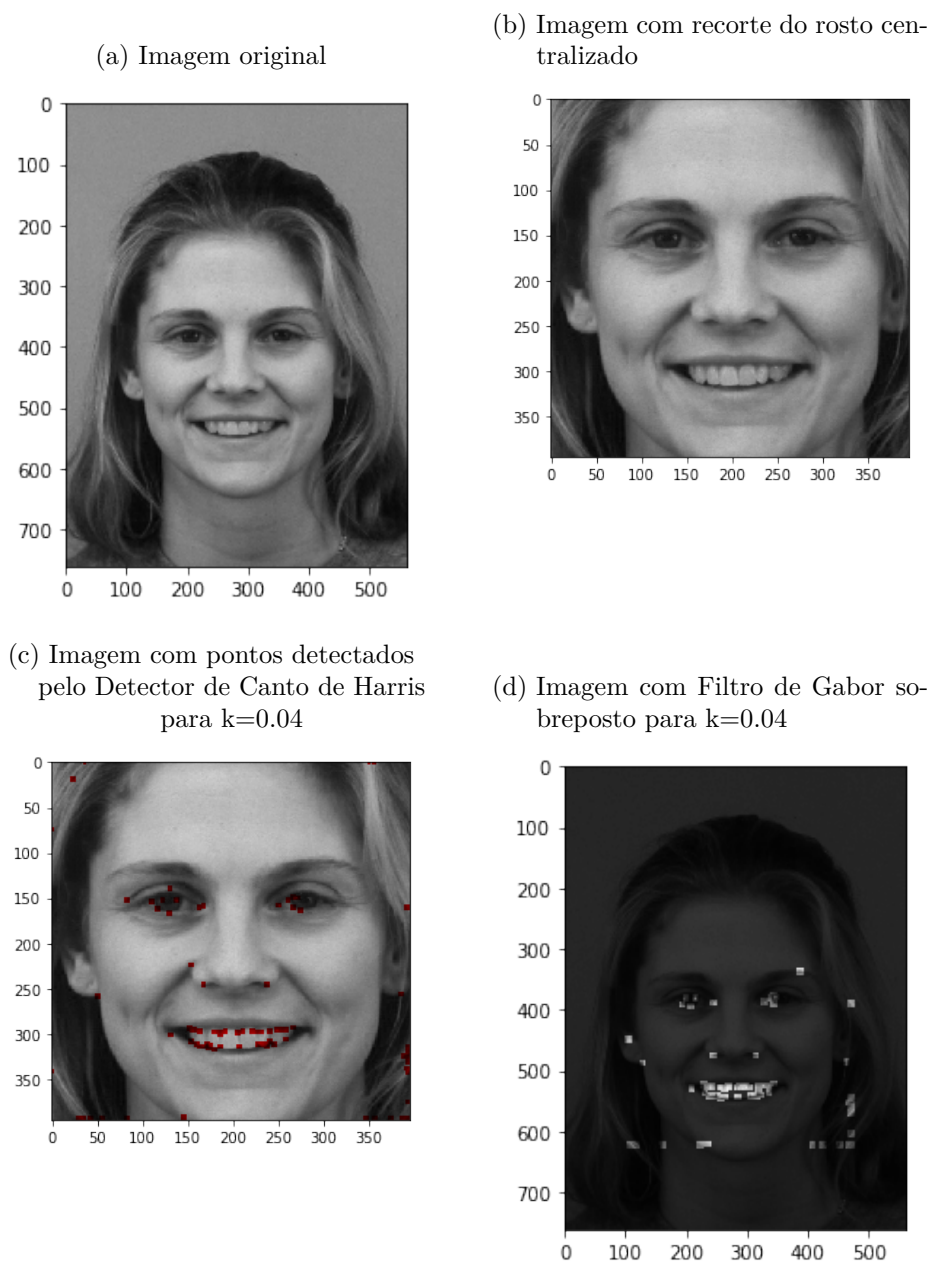 (a) Imagem original
(b) Imagem com recorte do rosto cen-
tralizado
0
100
200
300
400
500
600
700
0 100 200 300 400 500
0
50
100
150
200
250
300
350
0 50 100 150 200 250 300 350
(c) Imagem com pontos detectados
pelo Detector de Canto de Harris
para k=0.04
(d) Imagem com Filtro de Gabor so-
breposto para k=0.04
0
50
100
150
200
250
300
350
0 50 100 150 200 250 300 350
0
100
200
300
400
500
600
700
0 100 200 300 400 500